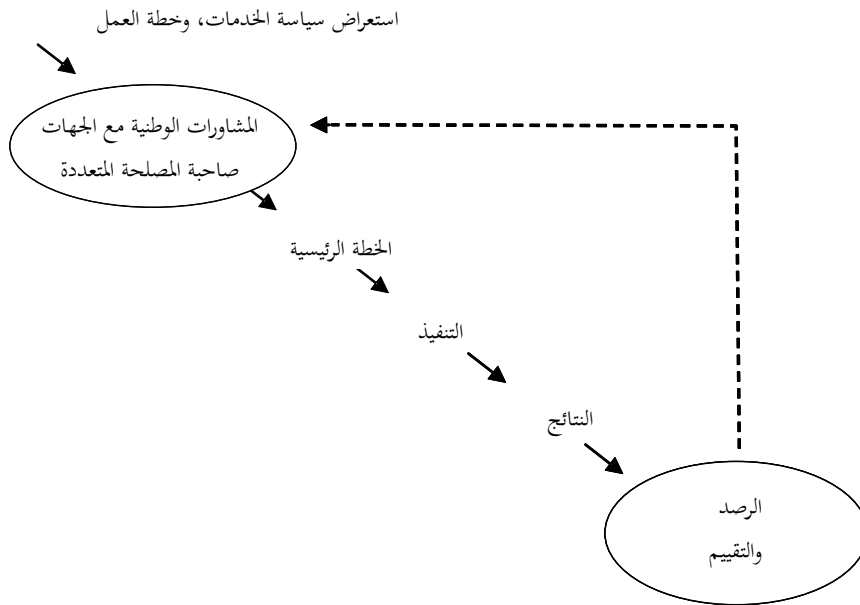 استعراض سياسة الخدمات، وخطة العمل
المشاورات الوطنية مع الجهات
صاحبة المصلحة المتعددة
الخطة الرئيسية
التنفيذ
النتائج
الرصد
والتقييم